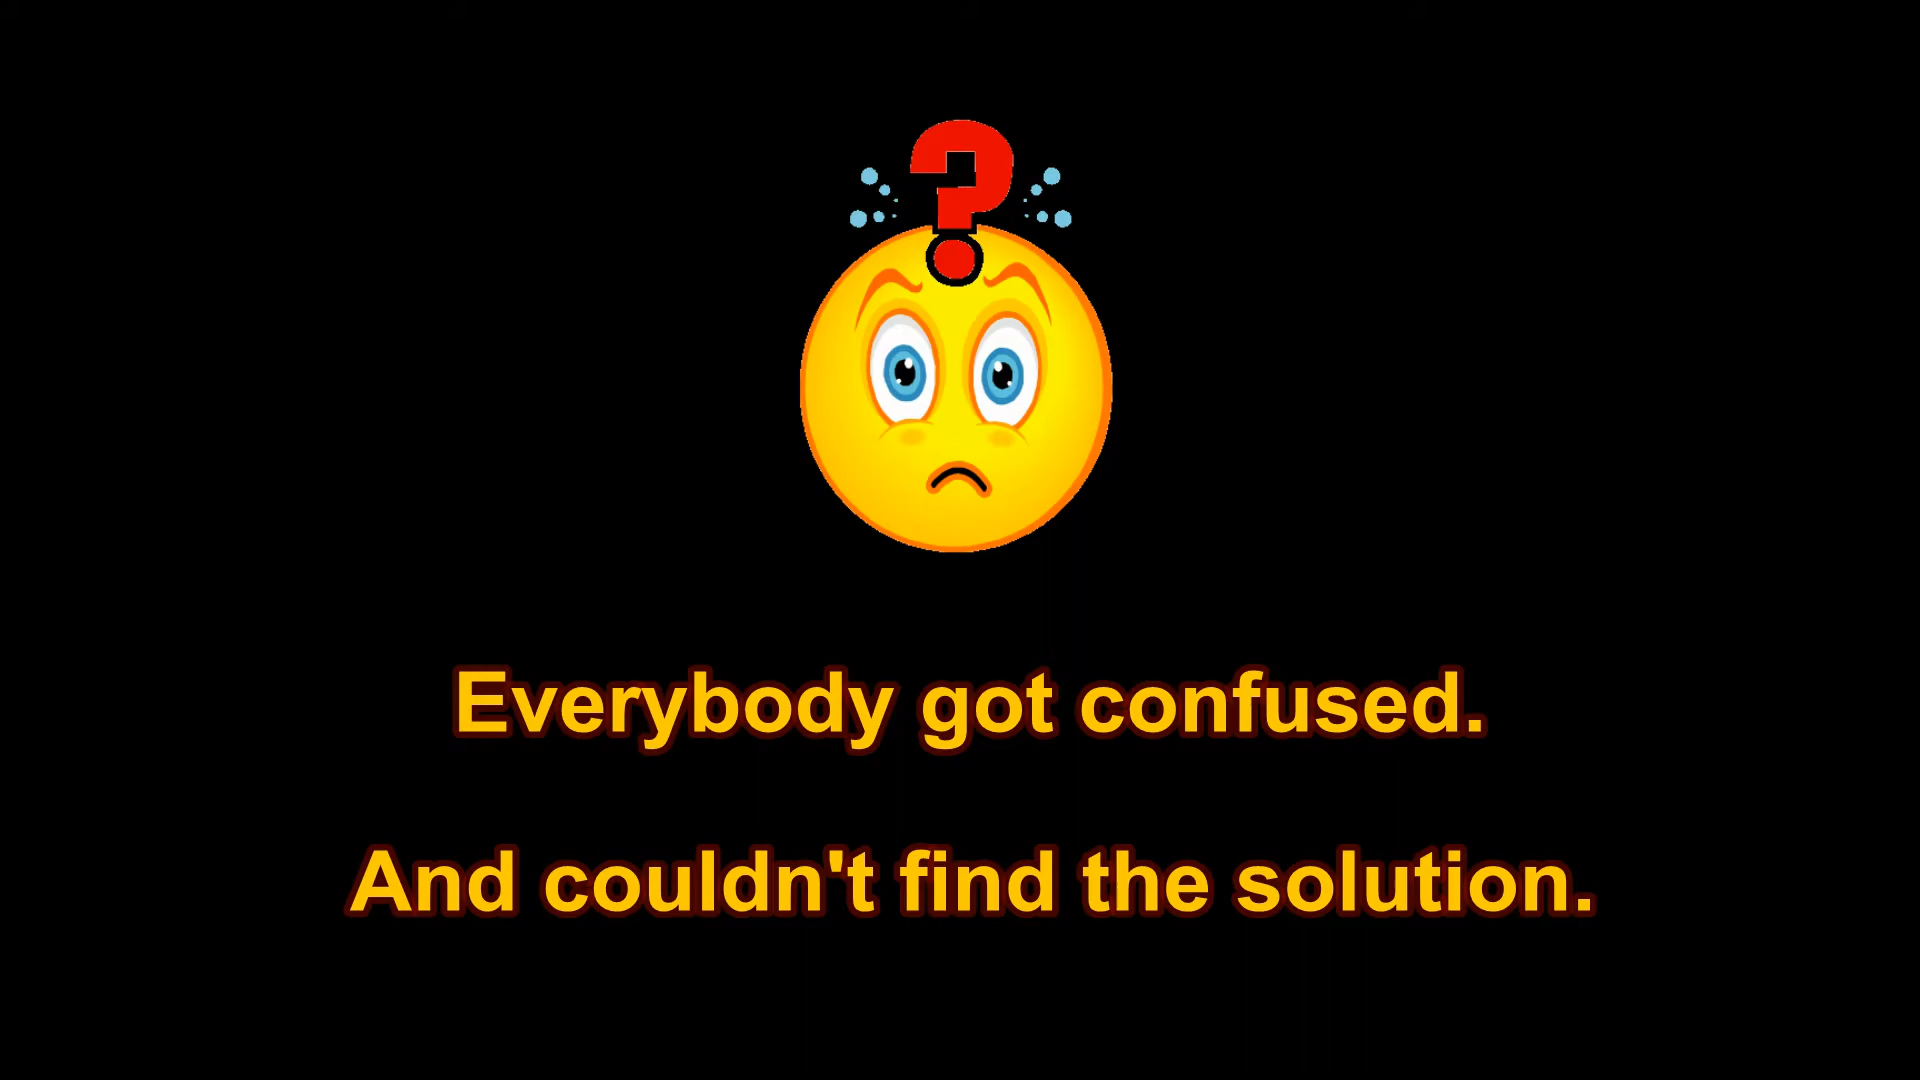 ?
Everybody got confused.
And couldn't find the solution.